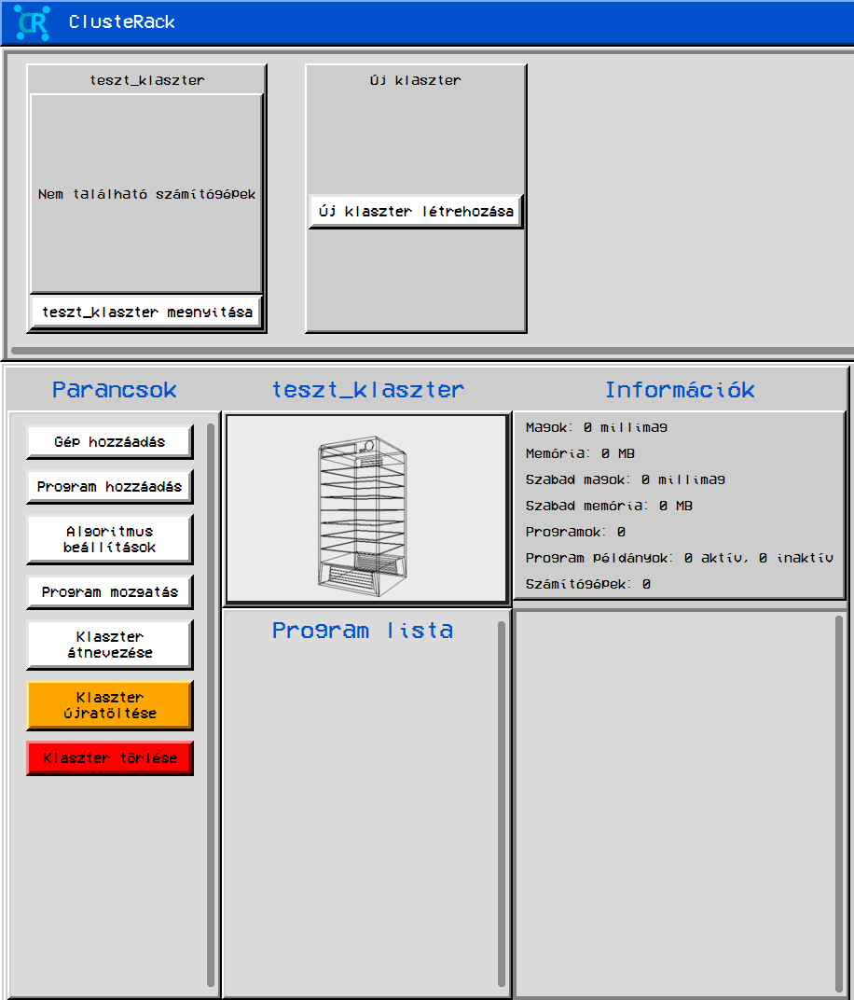 CR ClusteRack
teszt_klaszter
Új klaszter
Nem található számítógépek
Új klaszter létrehozása
teszt_klaszter megnyitása
Parancsok
teszt_klaszter
Információk
Gép hozzáadás
Program hozzáadás
Algoritmus
beállítások
Program mozgatás
Klaszter
átnevezése
Klaszter
újratöltése
Klaszter törlése
Magok: 0 millimag
Memória: 0 MB
Szabad magok: 0 millimag
Szabad memória: 0 MB
Programok: 0
Program példányok: 0 aktív, 0 inaktív
Számítógépek: 0
Program lista